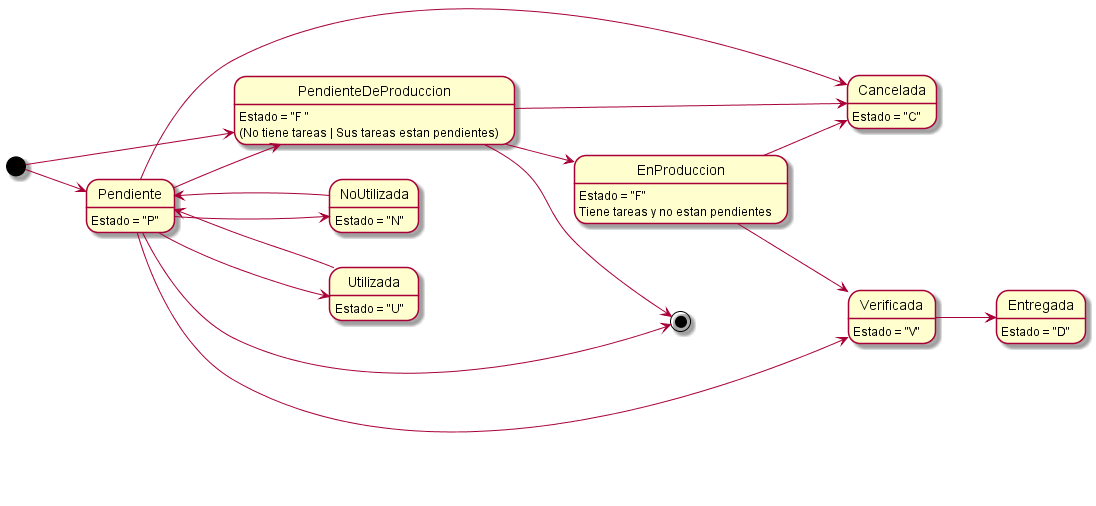 PendienteDeProduccion
Estado = "F "
(No tiene tareas | Sus tareas estan pendientes)
Cancelada
Estado = "C"
EnProduccion
Estado = "F"
Tiene tareas y no estan pendientes
Pendiente
Estado = "P"
NoUtilizada
Estado = "N"
Utilizada
Estado = "U"
Verificada
Estado = "V"
Entregada
Estado = "D"